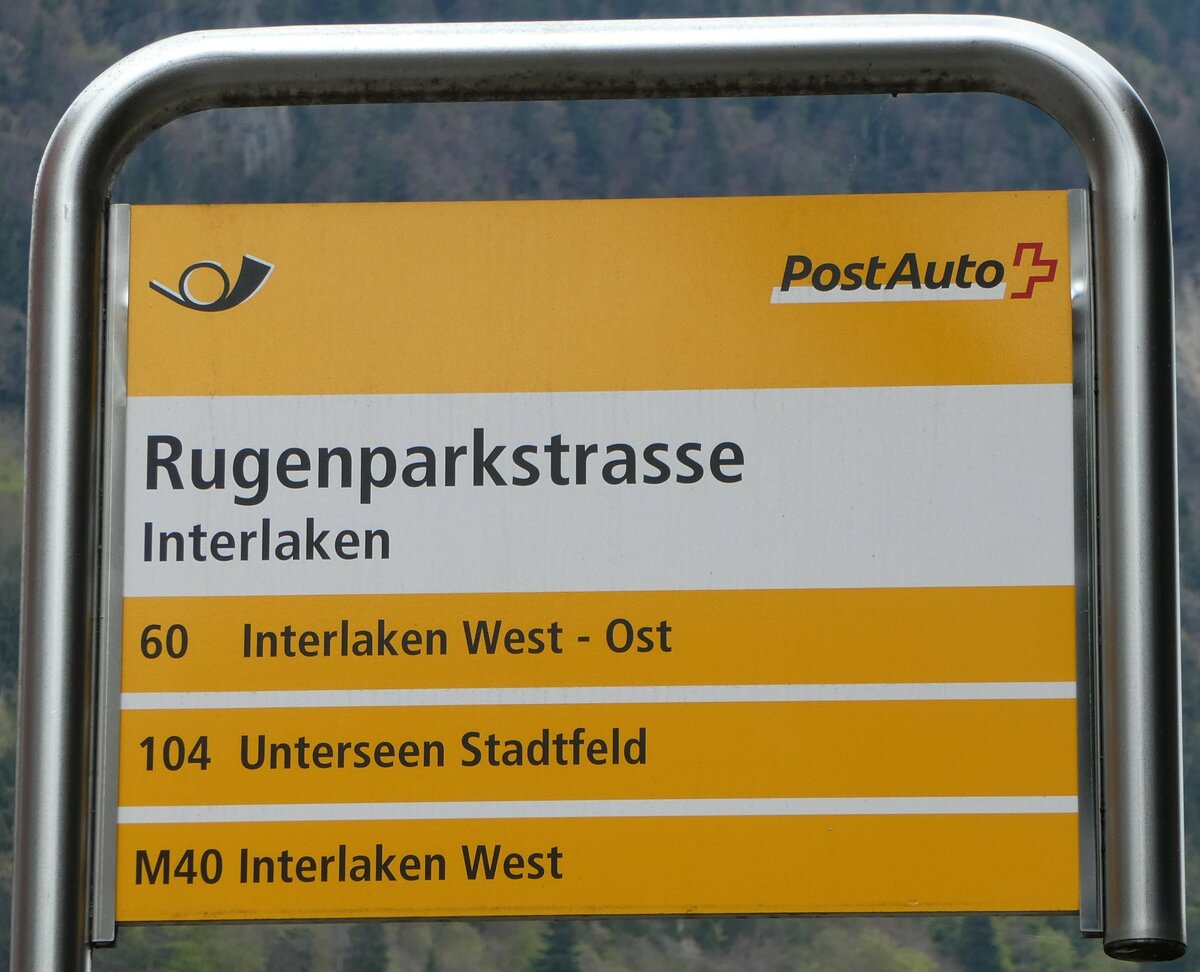 PostAuto
Rugenparkstrasse
Interlaken
60 Interlaken West - Ost
104 Unterseen Stadtfeld
M40 Interlaken West